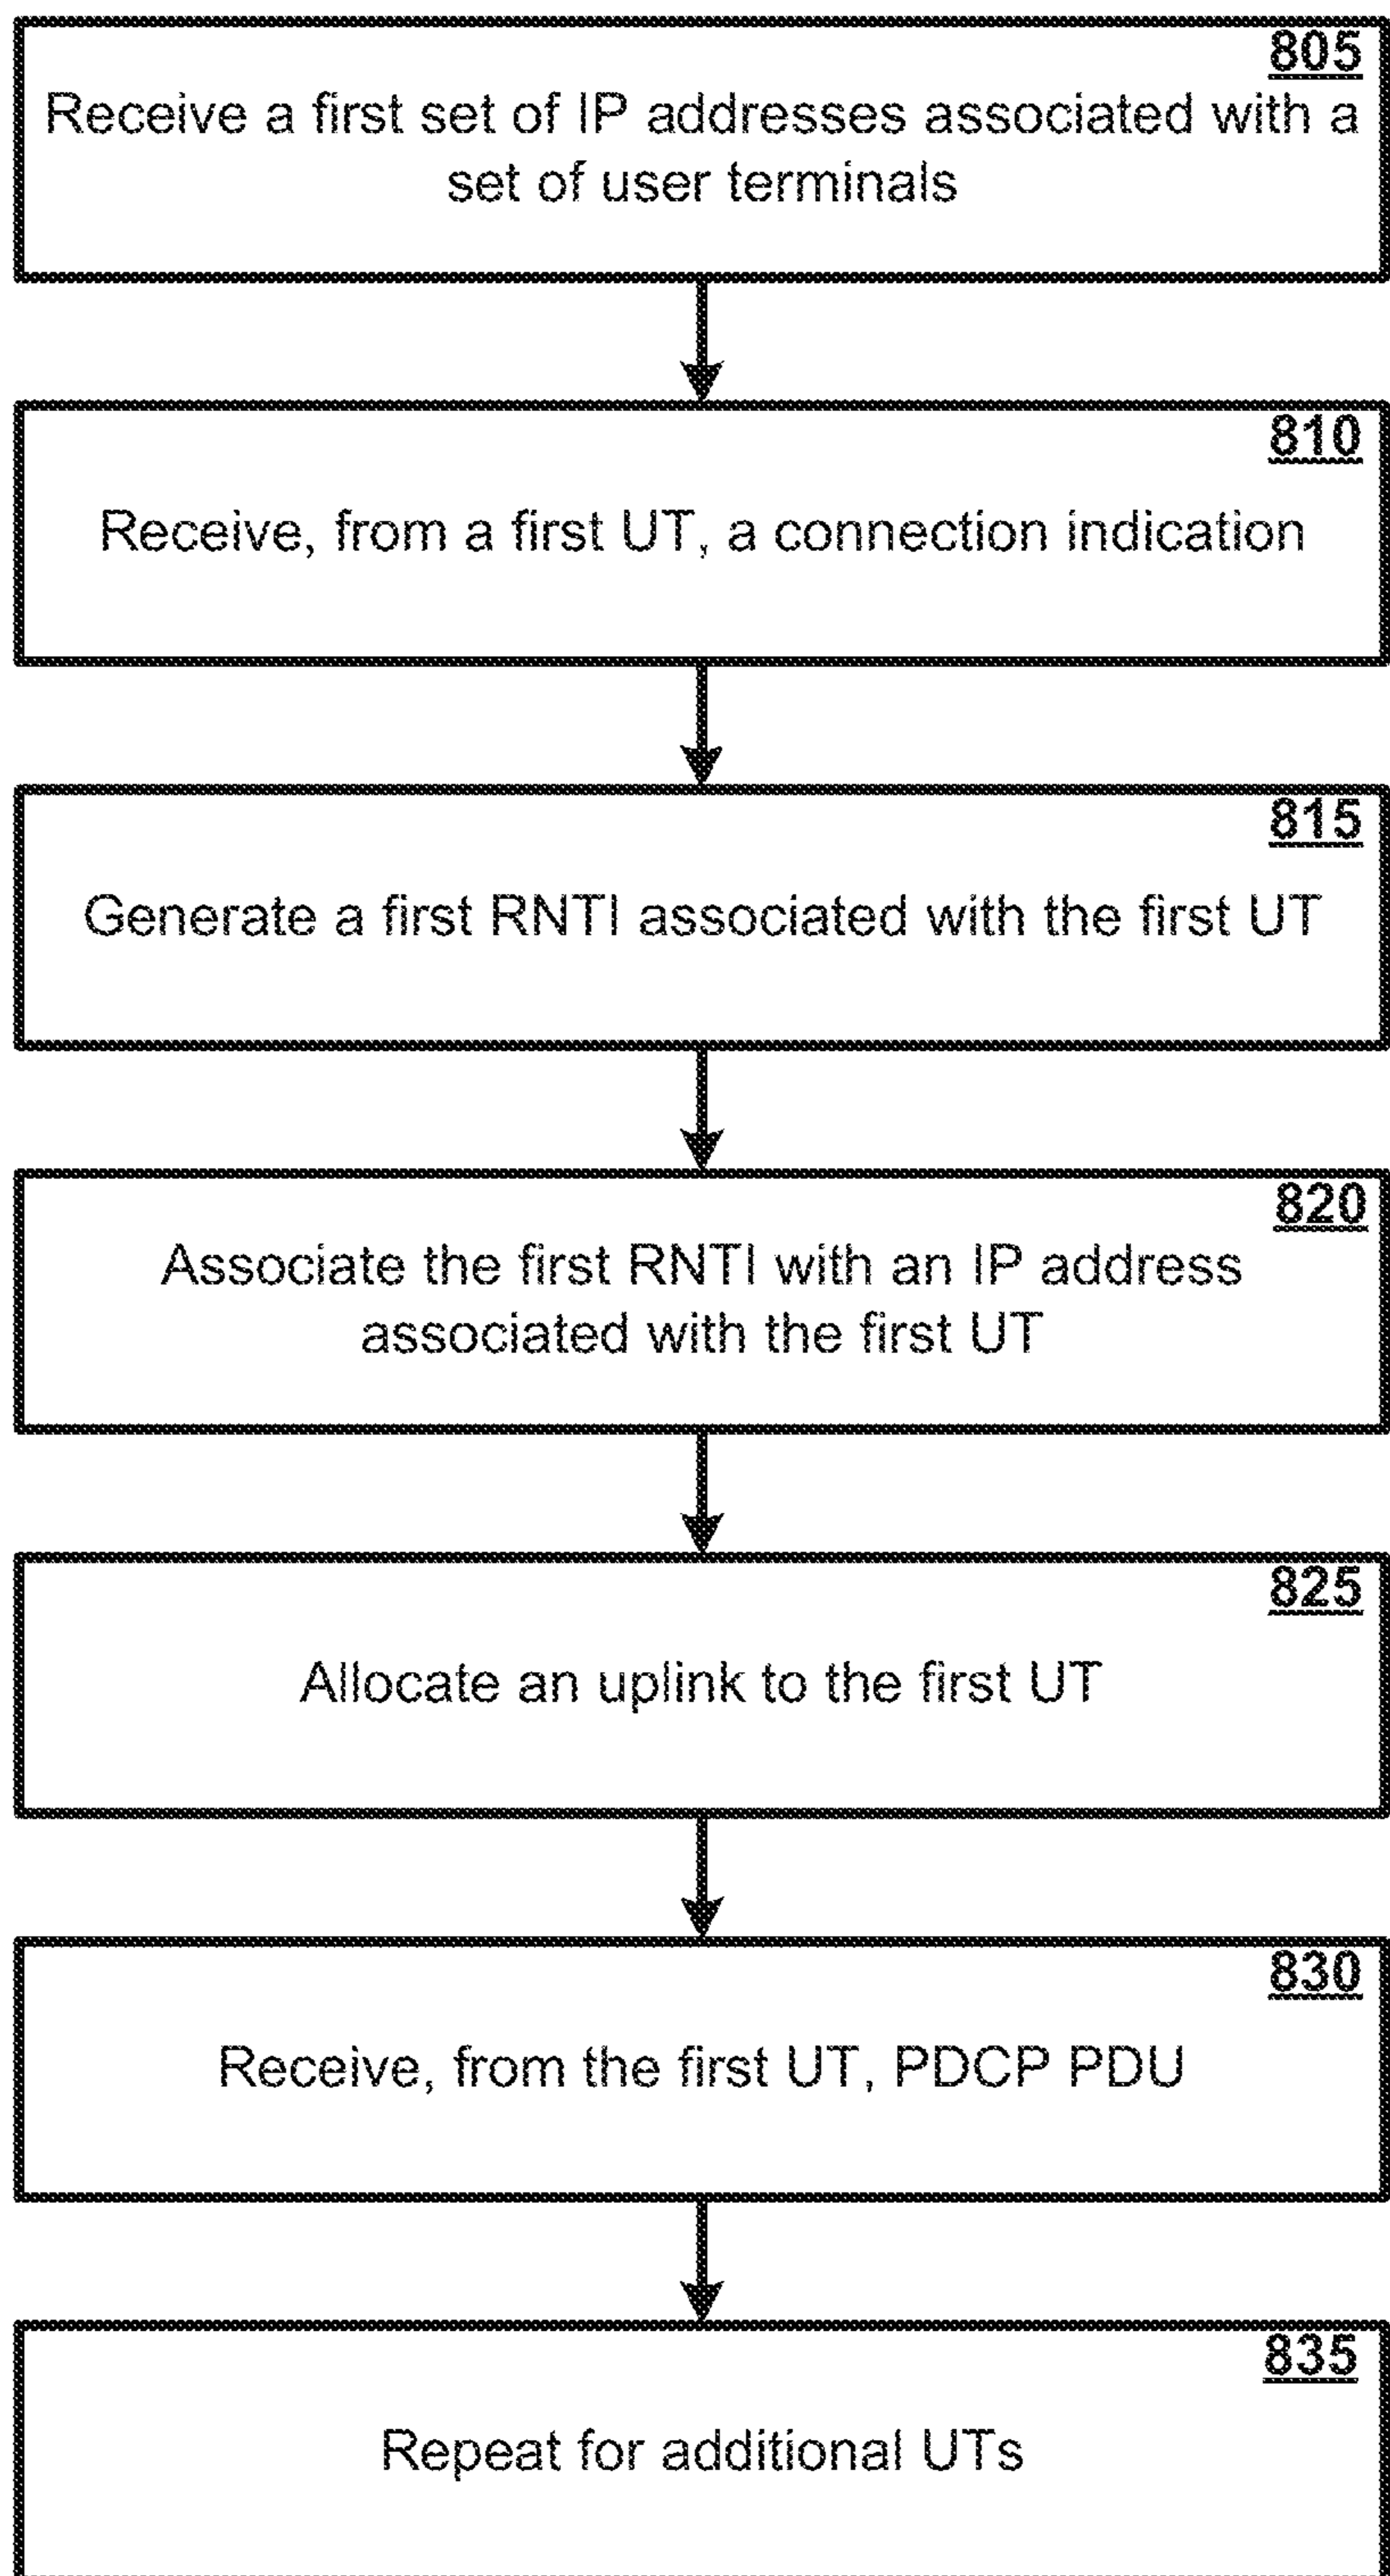 805
Receive a first set of IP addresses associated with a
set of user terminals
810
Receive, from a first UT, a connection indication
815
Generate a first RNTI associated with the first UT
820
Associate the first RNTI with an IP address
associated with the first UT
825
Allocate an uplink to the first UT
830
Receive, from the first UT, PDCP PDU
835
Repeat for additional UTs